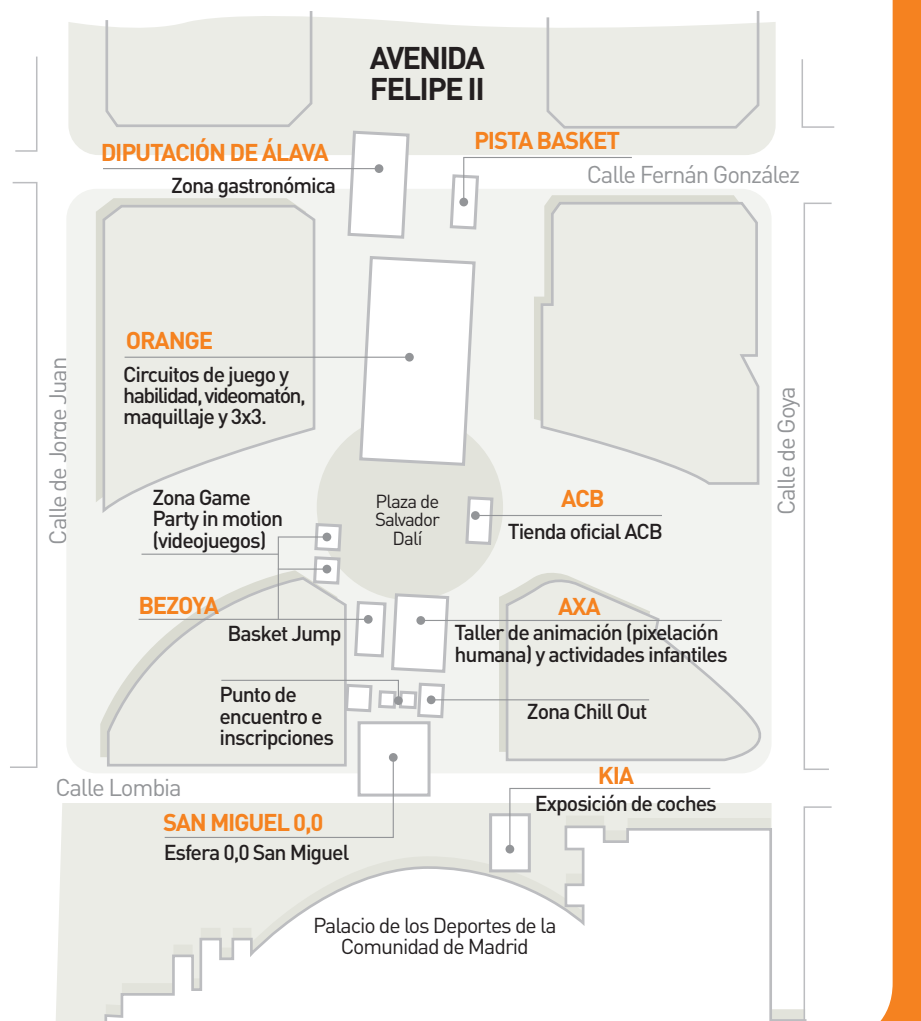 AVENIDA
FELIPE II
DIPUTACIÓN DE ÁLAVA
Zona gastronómica
PISTA BASKET
Calle Fernán González
ORANGE
Circuitos de juego y
habilidad, videomatón,
maquillaje y 3x3.
Calle de Jorge Juan
Calle de Goya
Zona Game
Party in motion
(videojuegos)
Plaza de
Salvador
Dalí
ACB
Tienda oficial ACB
BEZOYA
Basket Jump
AXA
Taller de animación (pixelación
humana) y actividades infantiles
Punto de
encuentro e
inscripciones
Zona Chill Out
Calle Lombia
KIA
Exposición de coches
SAN MIGUEL 0,0
Esfera 0,0 San Miguel
Palacio de los Deportes de la
Comunidad de Madrid